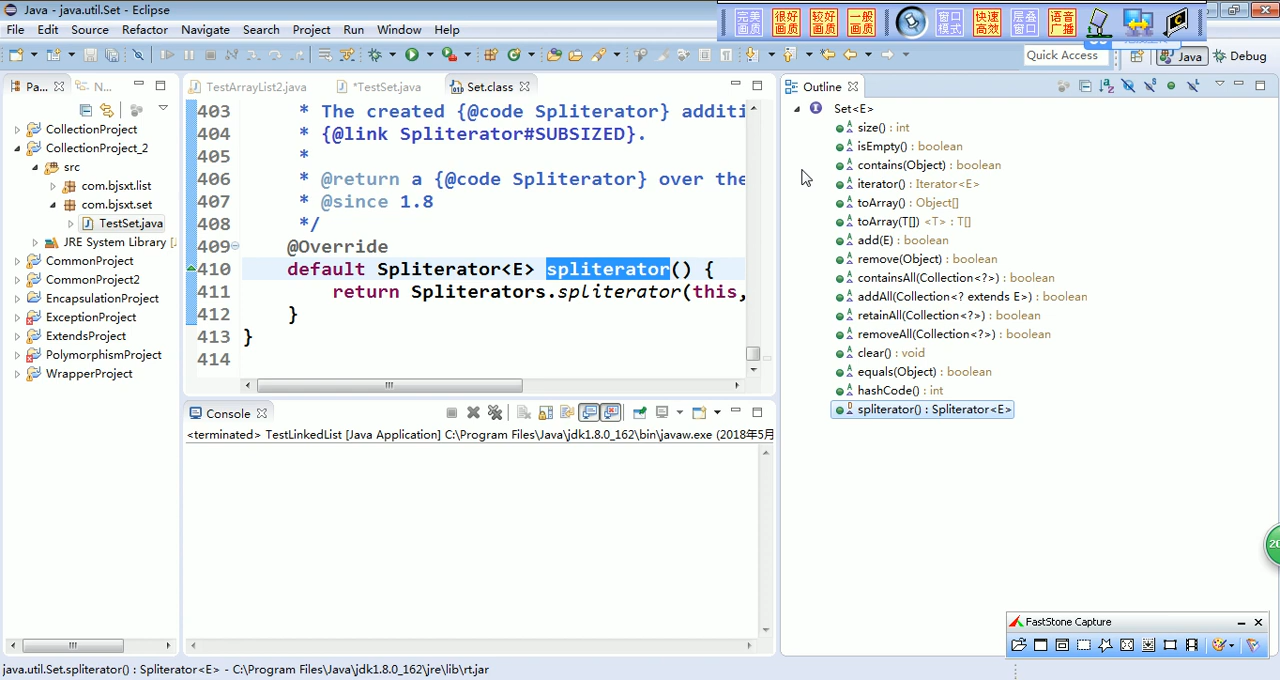 Java - java.util.Set - Eclipse
完美画质
很好画质
较好画质
一般画质
窗口模式
快速高效
层叠窗口
语音广播
File Edit Source Refactor Navigate Search Project Run Window Help
Quick Access
Java
Debug
Pa...
N...
CollectionProject
CollectionProject_2
src
com.bjsxt.list
com.bjsxt.set
TestSet.java
JRE System Library [
CommonProject
CommonProject2
EncapsulationProject
ExceptionProject
ExtendsProject
PolymorphismProject
WrapperProject
TestArrayList2.java
*TestSet.java
Set.class
403 * The created {@code Spliterator} additi
404 * {@link Spliterator#SUBSIZED}.
405 *
406 * @return a {@code Spliterator} over the
407 * @since 1.8
408 */
409 @Override
410 default Spliterator<E> spliterator() {
411 return Spliterators.spliterator(this,
412 }
413 }
414
Console
<terminated> TestLinkedList [Java Application] C:\Program Files\Java\jdk1.8.0_162\bin\javaw.exe (2018年5月
Outline
Set<E>
size() : int
isEmpty() : boolean
contains(Object) : boolean
iterator() : Iterator<E>
toArray() : Object[]
toArray(T[]) <T> : T[]
add(E) : boolean
remove(Object) : boolean
containsAll(Collection<?>) : boolean
addAll(Collection<? extends E>) : boolean
retainAll(Collection<?>) : boolean
removeAll(Collection<?>) : boolean
clear() : void
equals(Object) : boolean
hashCode() : int
spliterator() : Spliterator<E>
20
FastStone Capture
java.util.Set.spliterator() : Spliterator<E> - C:\Program Files\Java\jdk1.8.0_162\jre\lib\rt.jar